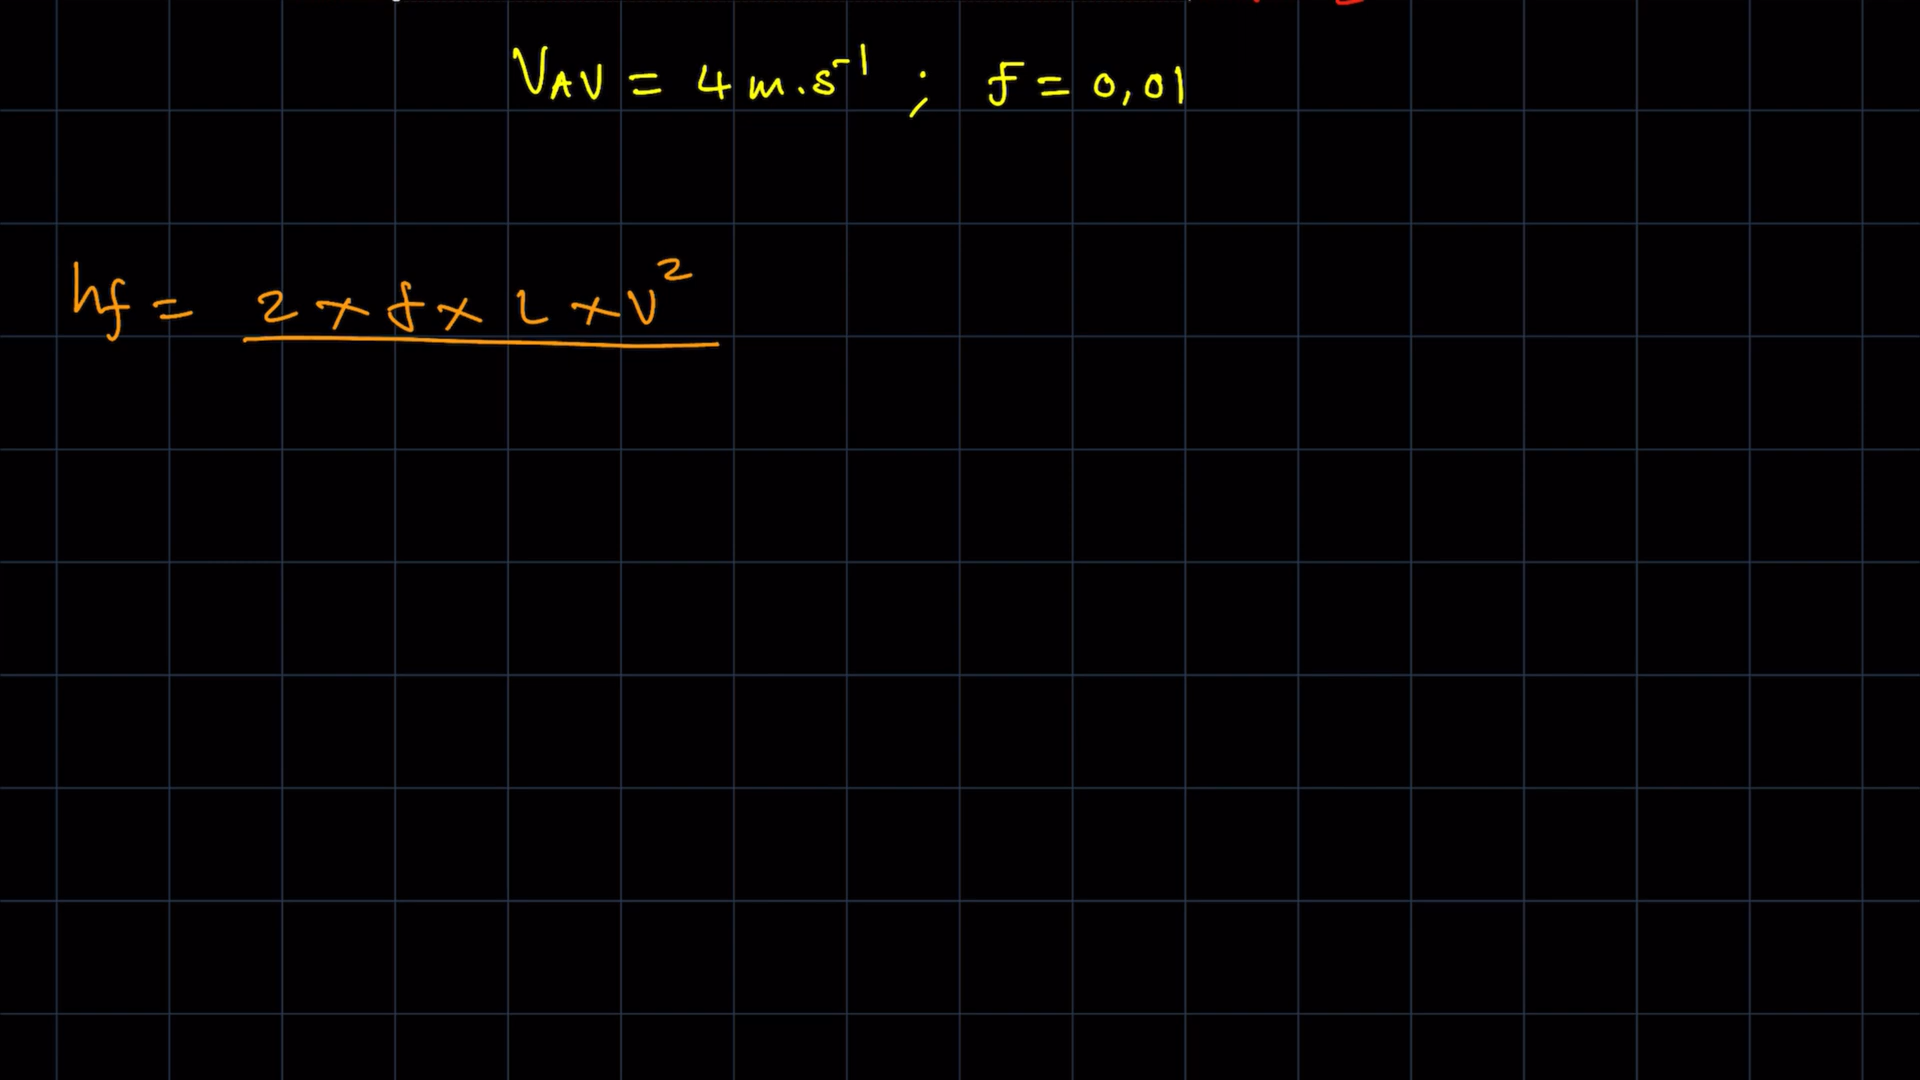 VAV = 4 m.s⁻¹ ; f = 0,01
hf = 2 × f × L × V²